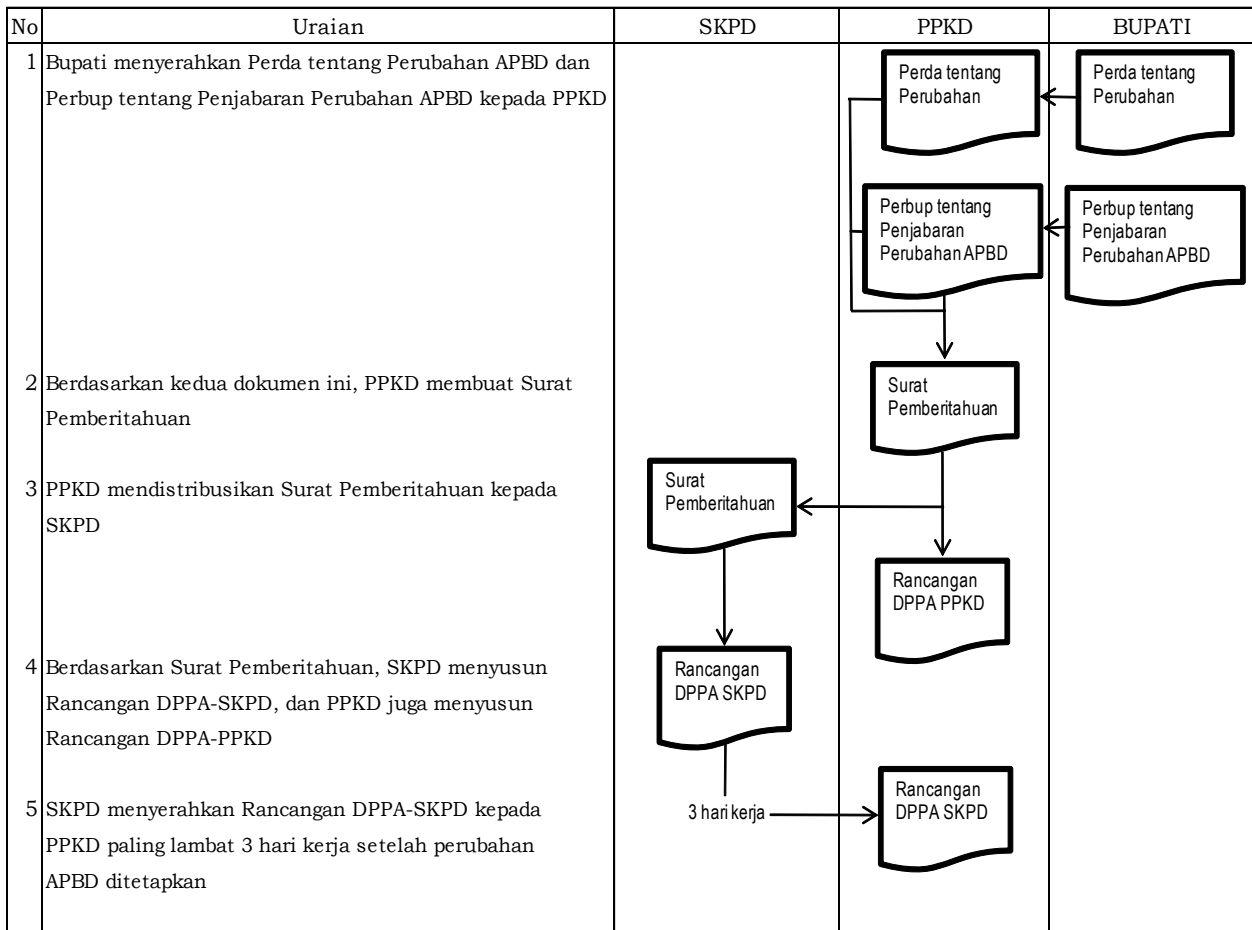 No Uraian SKPD PPKD BUPATI
1 Bupati menyerahkan Perda tentang Perubahan APBD dan
Perbup tentang Penjabaran Perubahan APBD kepada PPKD
Perda tentang
Perubahan
Perda tentang
Perubahan
Perbup tentang
Penjabaran
Perubahan APBD
Perbup tentang
Penjabaran
Perubahan APBD
2 Berdasarkan kedua dokumen ini, PPKD membuat Surat
Pemberitahuan
Surat
Pemberitahuan
3 PPKD mendistribusikan Surat Pemberitahuan kepada
SKPD
Surat
Pemberitahuan
Rancangan
DPPA PPKD
4 Berdasarkan Surat Pemberitahuan, SKPD menyusun
Rancangan DPPA-SKPD, dan PPKD juga menyusun
Rancangan DPPA-PPKD
Rancangan
DPPA SKPD
5 SKPD menyerahkan Rancangan DPPA-SKPD kepada
PPKD paling lambat 3 hari kerja setelah perubahan
APBD ditetapkan
3 hari kerja
Rancangan
DPPA SKPD